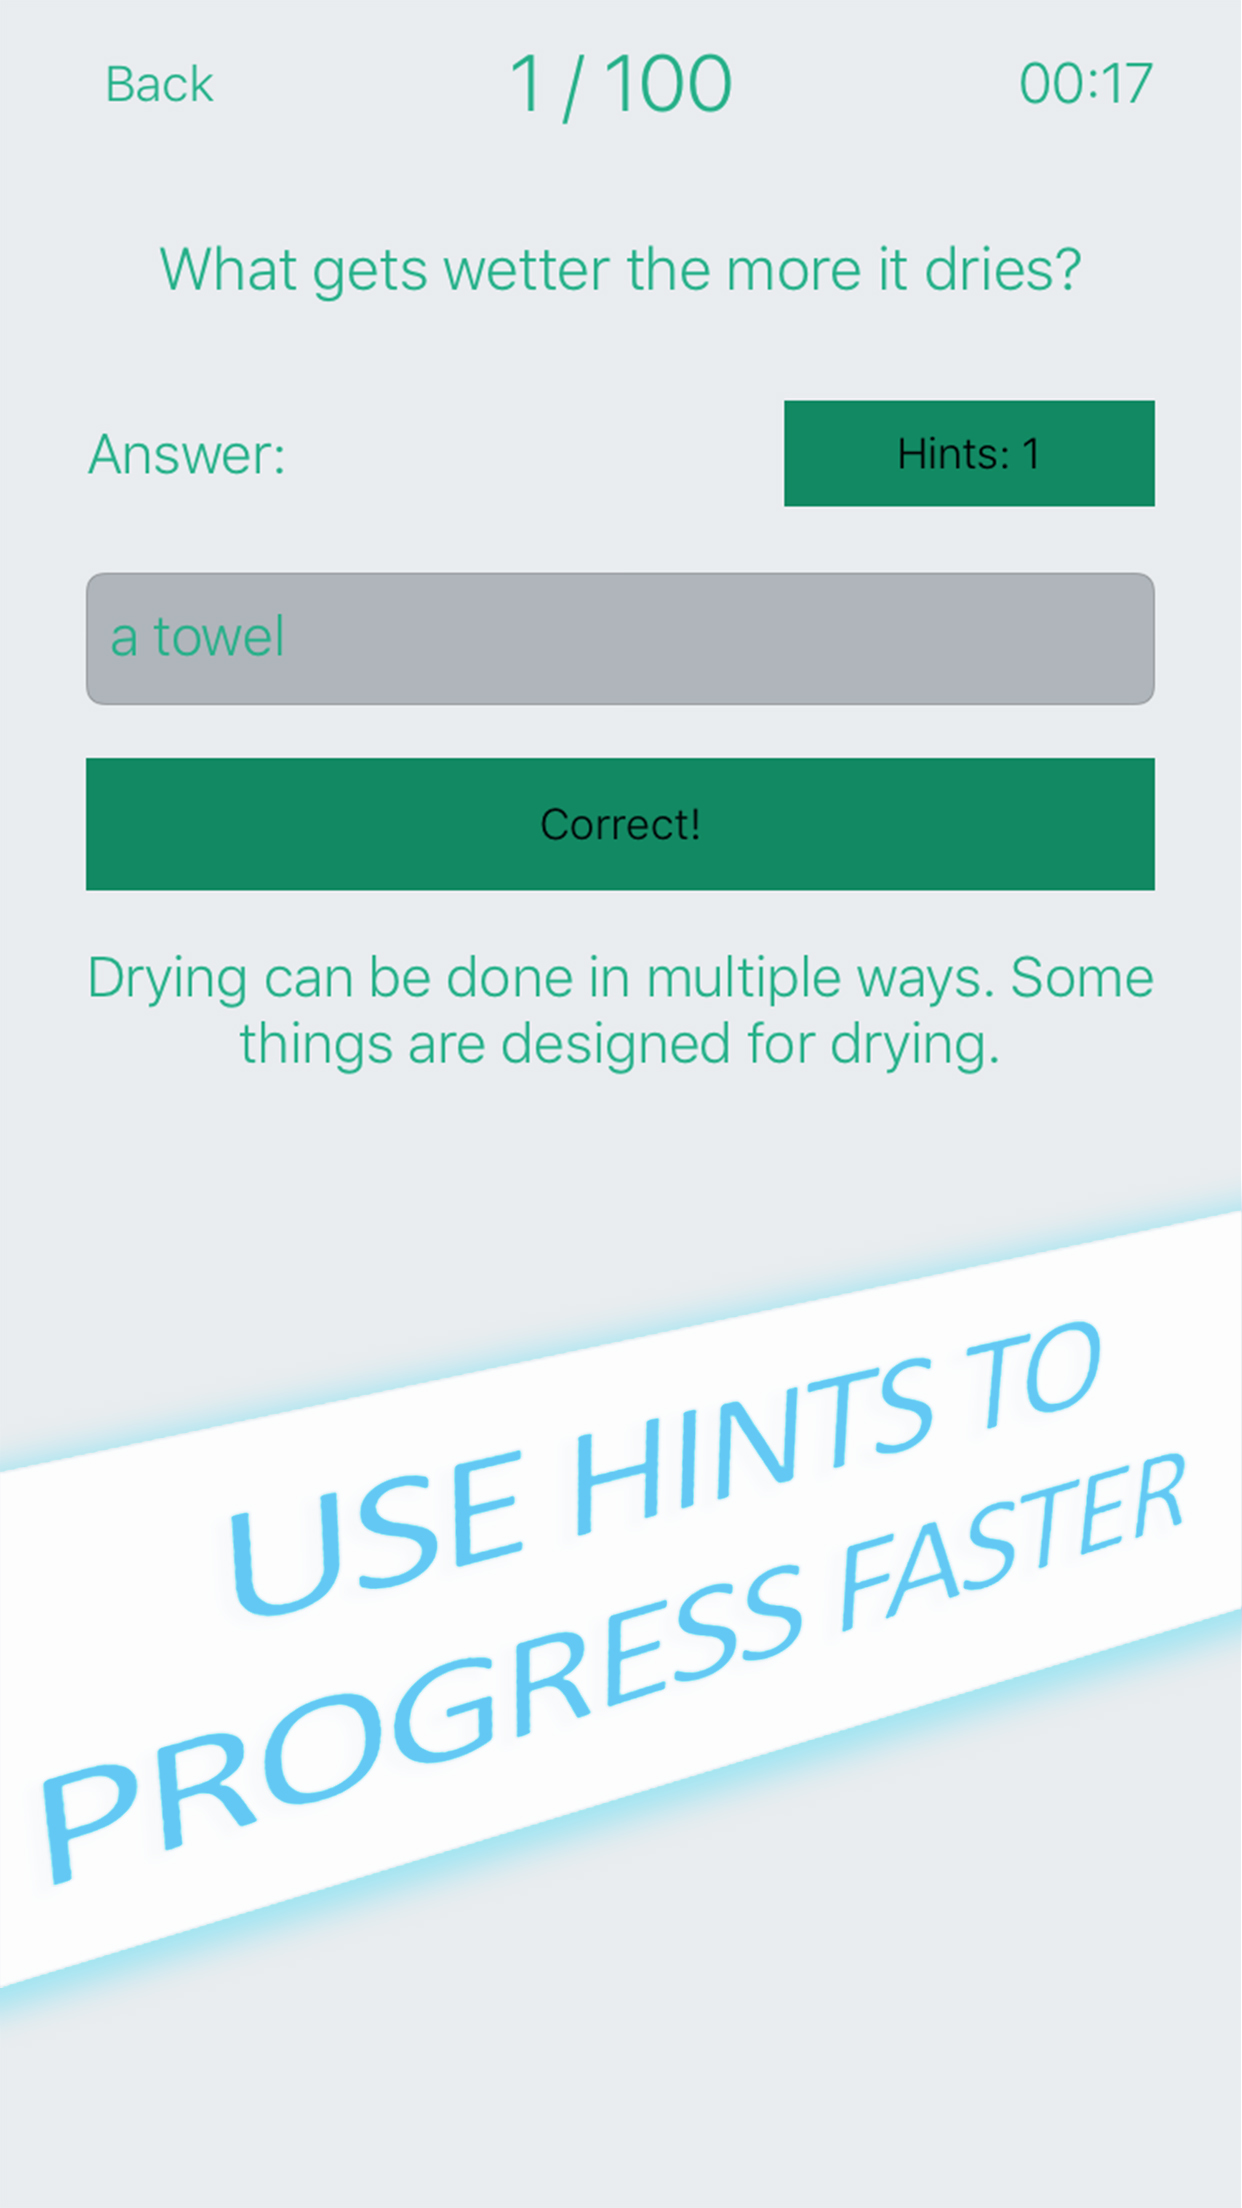 Back
1 / 100
00:17
What gets wetter the more it dries?
Answer:
Hints: 1
a towel
Correct!
Drying can be done in multiple ways. Some
things are designed for drying.
USE HINTS TO
PROGRESS FASTER